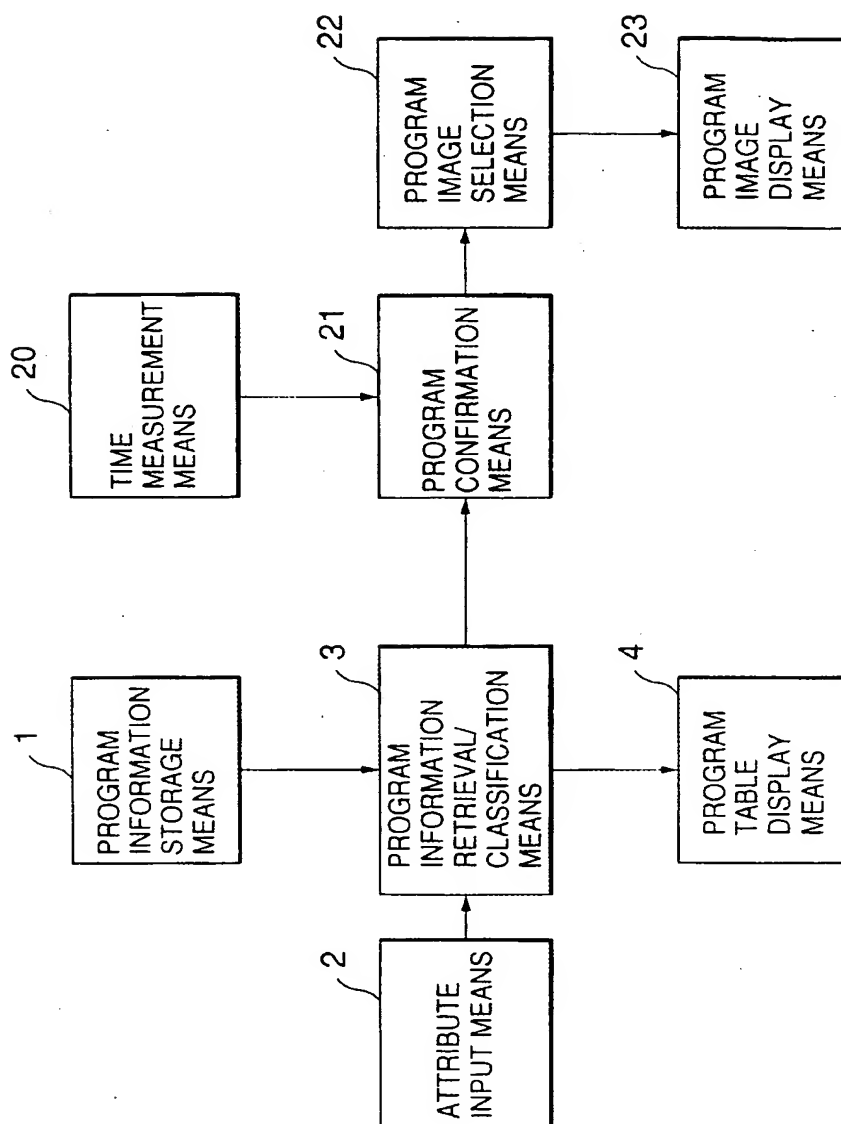 1
PROGRAM
INFORMATION
STORAGE
MEANS
20
TIME
MEASUREMENT
MEANS
2
ATTRIBUTE
INPUT MEANS
3
PROGRAM
INFORMATION
RETRIEVAL/
CLASSIFICATION
MEANS
21
PROGRAM
CONFIRMATION
MEANS
22
PROGRAM
IMAGE
SELECTION
MEANS
4
PROGRAM
TABLE
DISPLAY
MEANS
23
PROGRAM
IMAGE
DISPLAY
MEANS